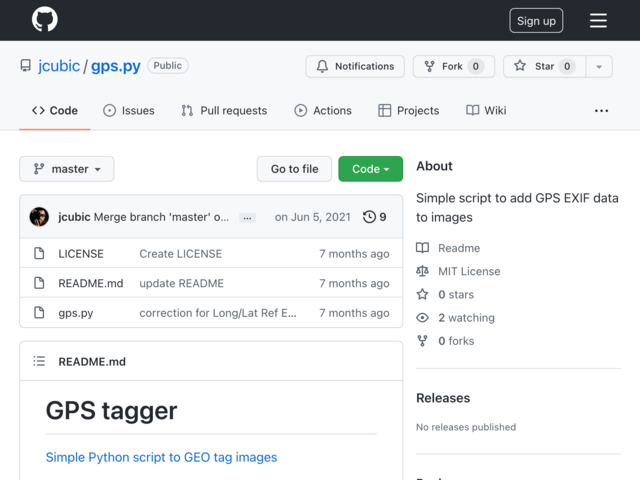 Sign up
jcubic / gps.py Public
Notifications Fork 0 Star 0
Code Issues Pull requests Actions Projects Wiki ...
master Go to file Code
jcubic Merge branch 'master' o... ... on Jun 5, 2021 9
LICENSE Create LICENSE 7 months ago
README.md update README 7 months ago
gps.py correction for Long/Lat Ref E... 7 months ago
README.md
GPS tagger
Simple Python script to GEO tag images
About
Simple script to add GPS EXIF data
to images
Readme
MIT License
0 stars
2 watching
0 forks
Releases
No releases published